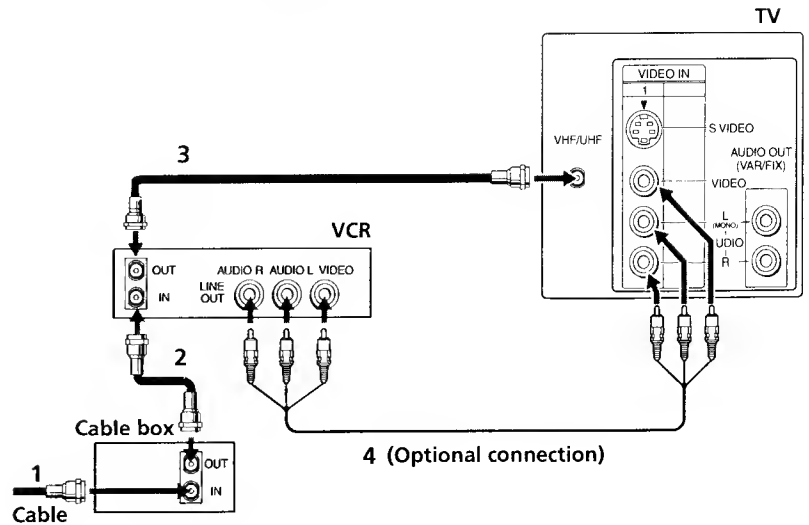 TV
VIDEO IN
1
S VIDEO
VHF/UHF
AUDIO OUT
(VAR/FIX)
VIDEO
L
(MONO)
UDIO
R
3
VCR
OUT
IN
AUDIO R AUDIO L VIDEO
LINE
OUT
2
Cable box
OUT
IN
1
Cable
4 (Optional connection)